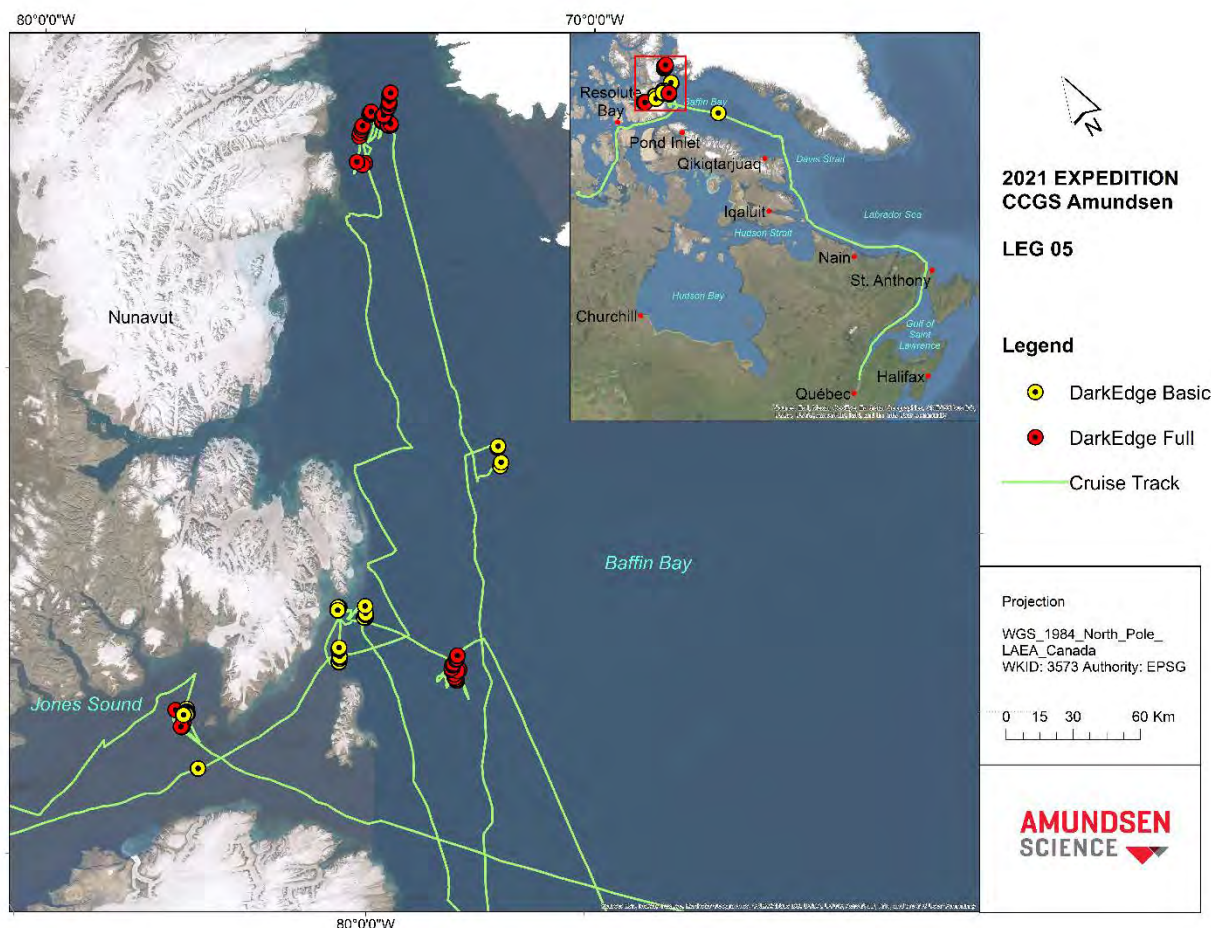 80°0'0"W
70°0'0"W
Nunavut
Baffin Bay
Jones Sound
80°0'0"W
Resolute
Bay
Baffin Bay
Pond Inlet
Qikiqtarjuaq
Davis Strait
Iqaluit
Labrador Sea
Hudson Strait
Nain
St. Anthony
Hudson Bay
Churchill
Gulf of
Saint
Lawrence
Halifax
Québec
N
2021 EXPEDITION
CCGS Amundsen
LEG 05
Legend
DarkEdge Basic
DarkEdge Full
Cruise Track
Projection
WGS_1984_North_Pole_
LAEA_Canada
WKID: 3573 Authority: EPSG
0 15 30 60 Km
AMUNDSEN
SCIENCE